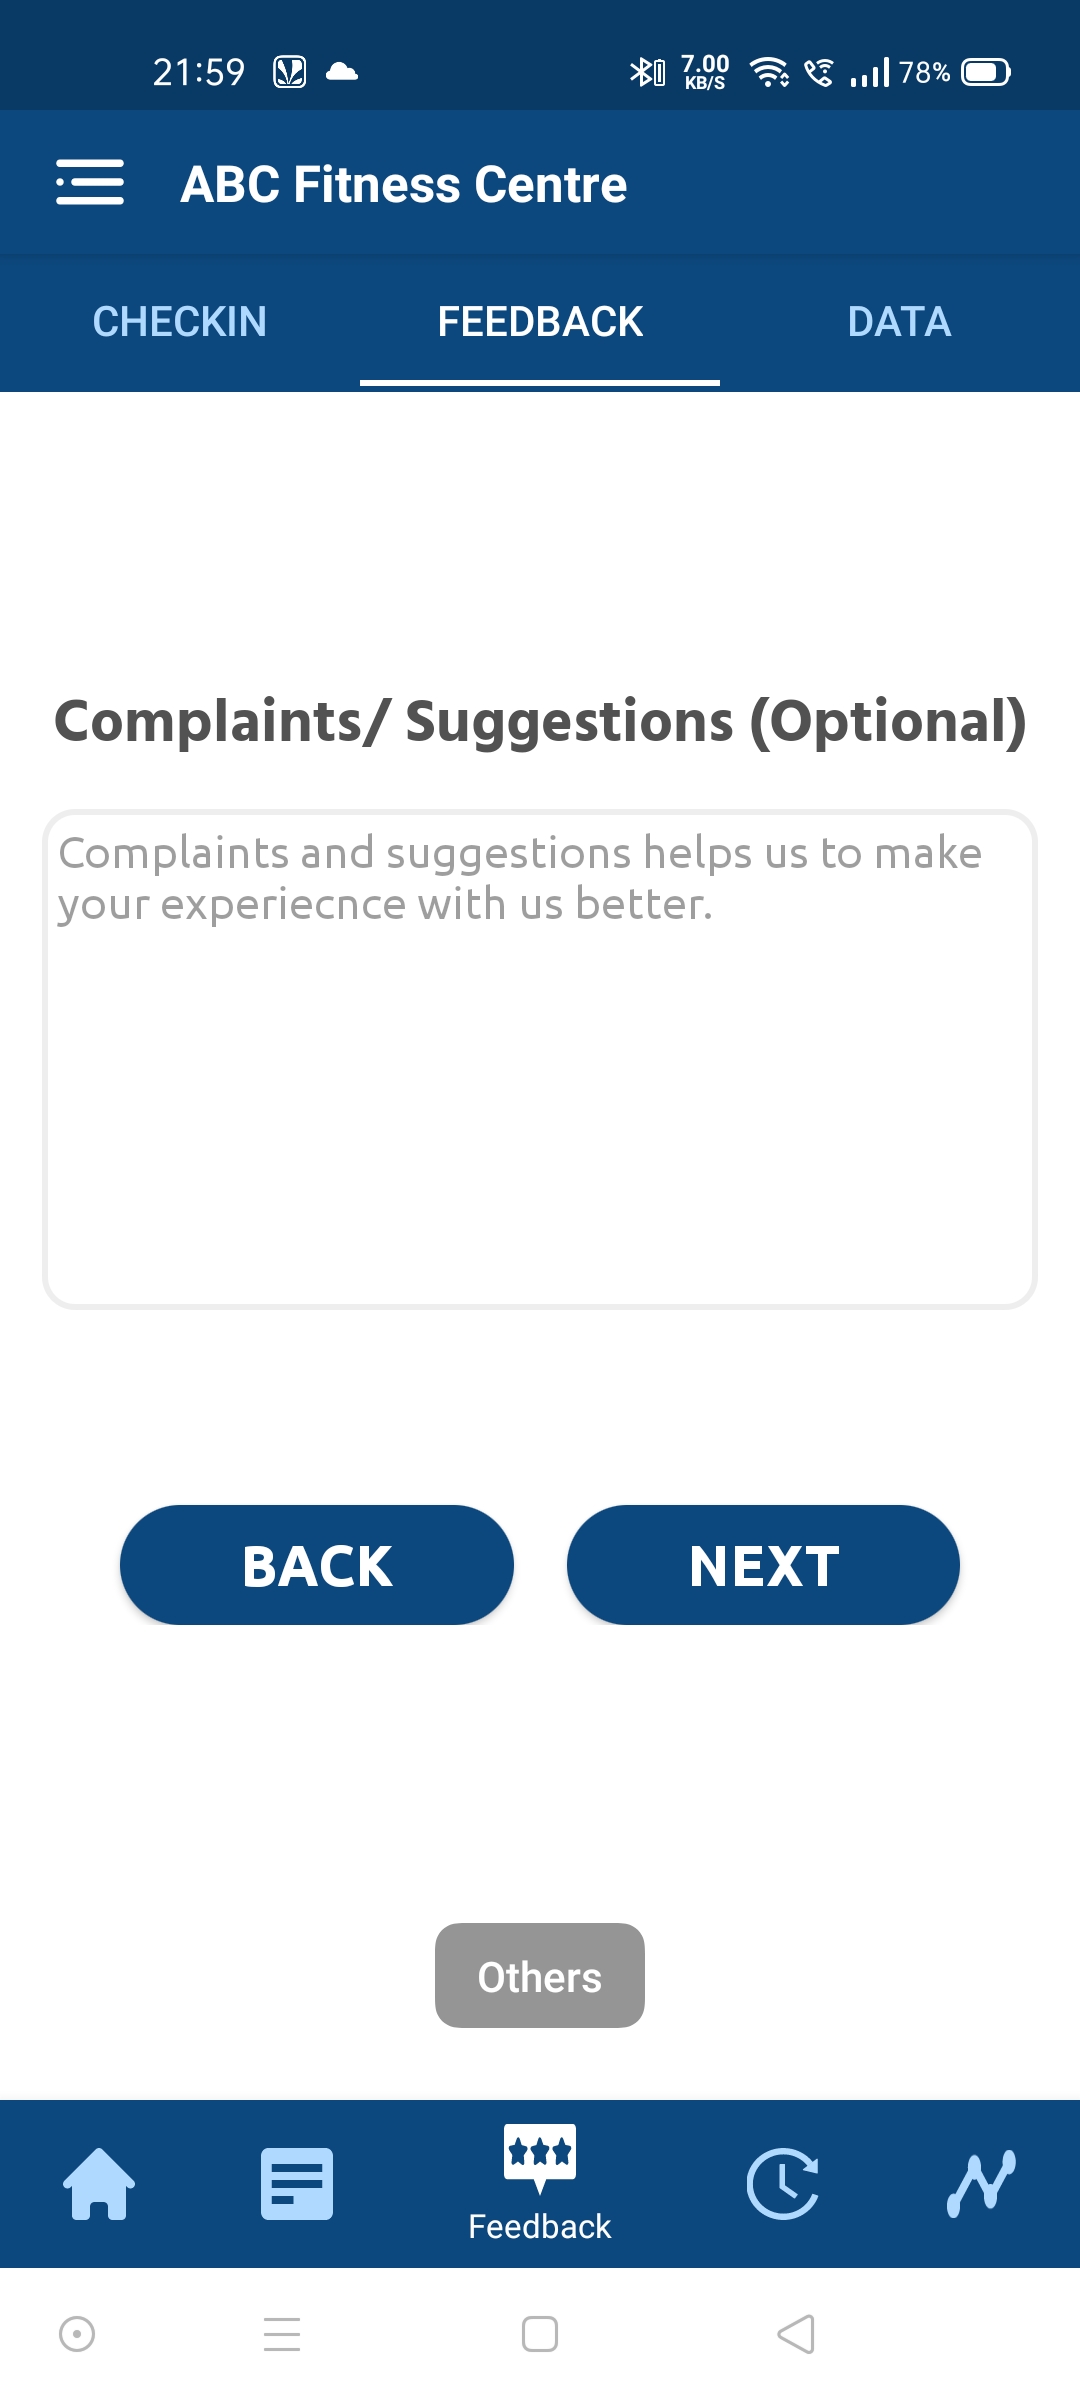 21:59
7.00
KB/S
78%
ABC Fitness Centre
CHECKIN
FEEDBACK
DATA
Complaints/ Suggestions (Optional)
Complaints and suggestions helps us to make
your experiecnce with us better.
BACK
NEXT
Others
Feedback